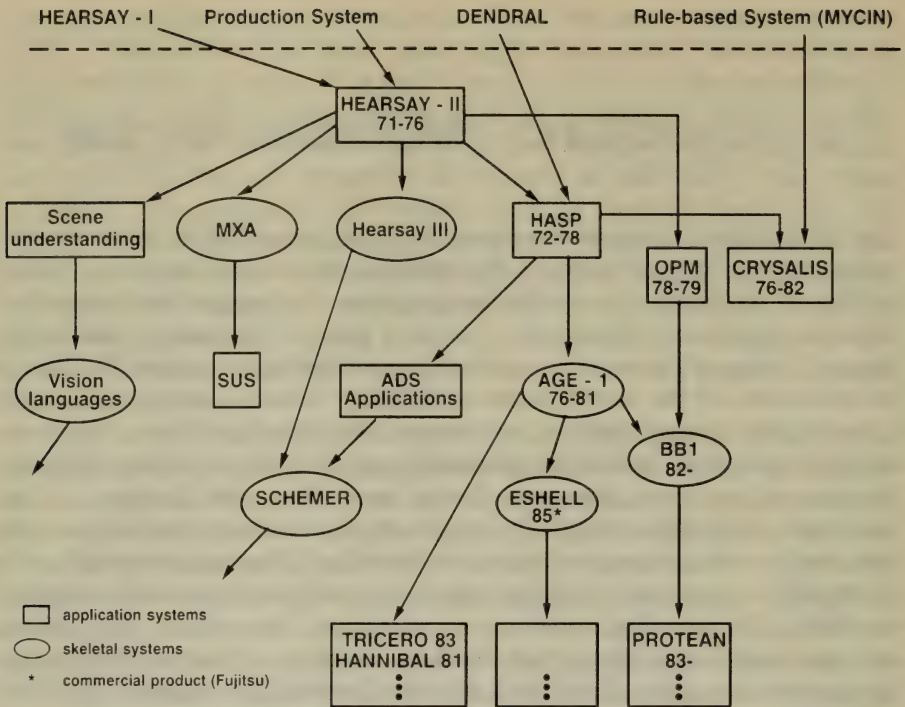 HEARSAY - I
Production System
DENDRAL
Rule-based System (MYCIN)
HEARSAY - II
71-76
Scene
understanding
MXA
Hearsay III
HASP
72-78
OPM
78-79
CRYSALIS
76-82
Vision
languages
SUS
ADS
Applications
AGE - 1
76-81
BB1
82-
SCHEMER
ESHELL
85*
application systems
skeletal systems
* commercial product (Fujitsu)
TRICERO 83
HANNIBAL 81
PROTEAN
83-